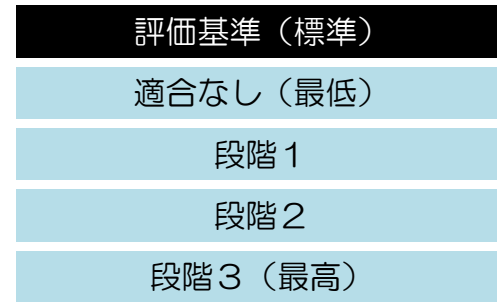 評価基準（標準）
適合なし（最低）
段階１
段階２
段階３（最高）